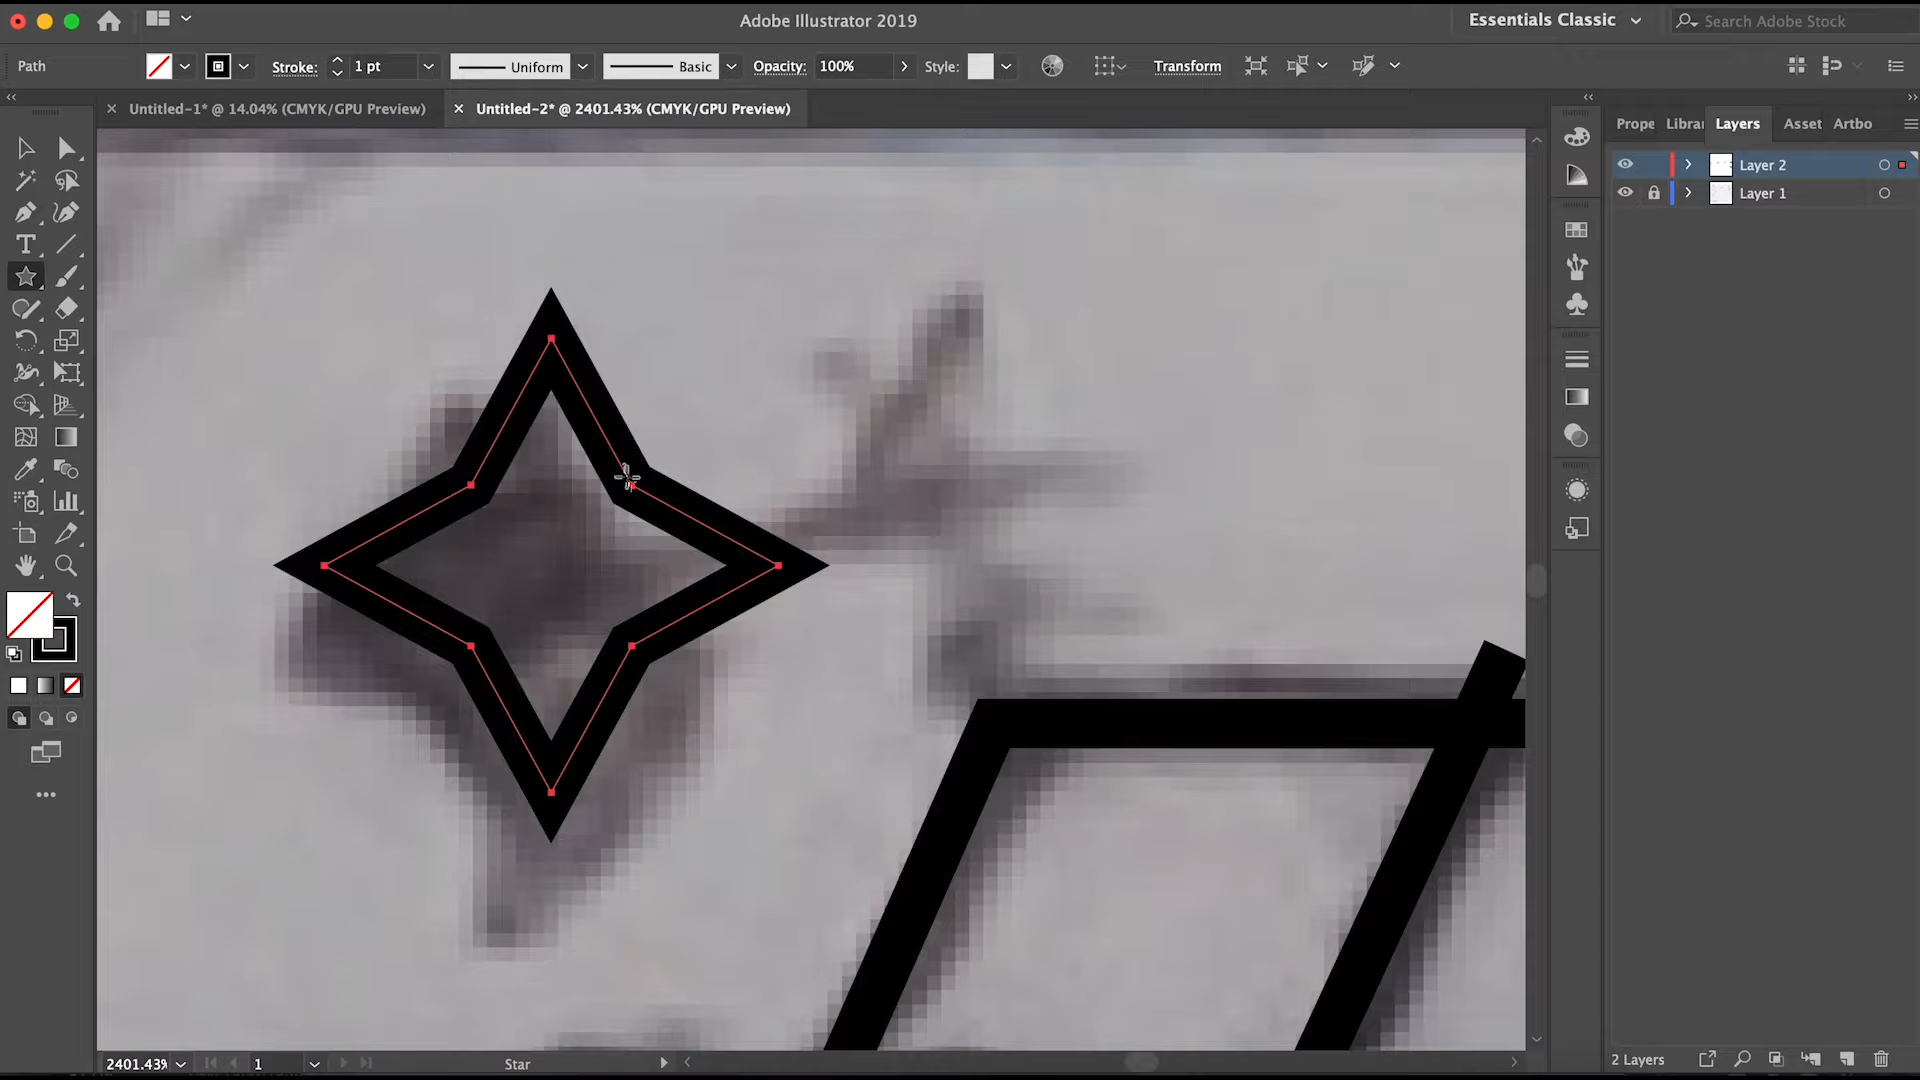 Adobe Illustrator 2019
Essentials Classic
Search Adobe Stock
Path
Stroke:
1 pt
Uniform
Basic
Opacity:
100%
Style:
Transform
Untitled-1* @ 14.04% (CMYK/GPU Preview)
Untitled-2* @ 2401.43% (CMYK/GPU Preview)
Prope
Librar
Layers
Asset
Artbo
Layer 2
Layer 1
2401.43%
1
Star
2 Layers